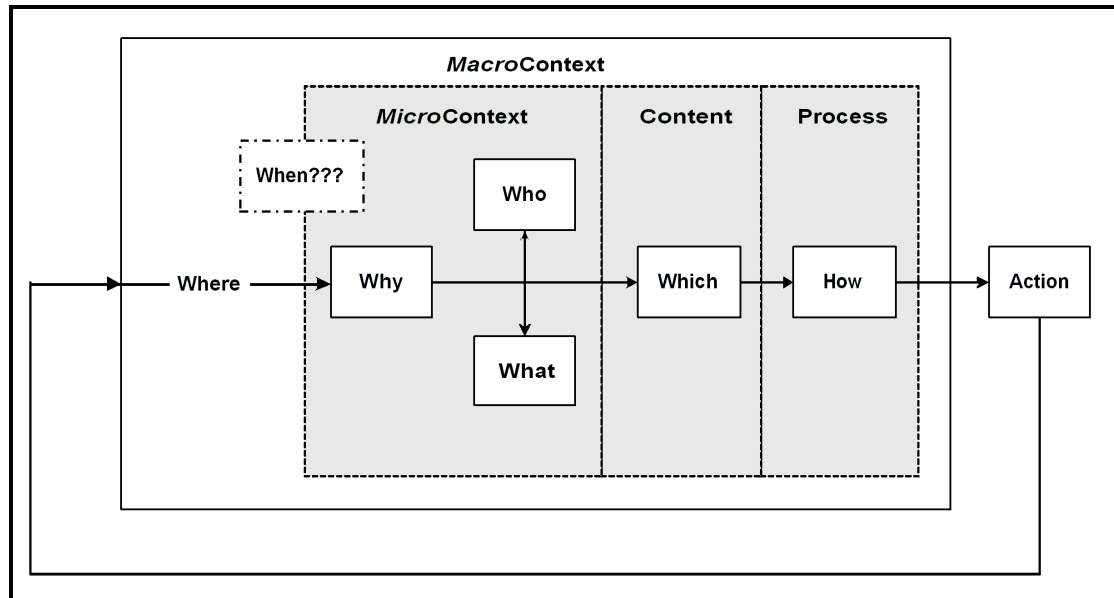 MacroContext
MicroContext
Content
Process
When???
Who
Where
Why
Which
How
Action
What